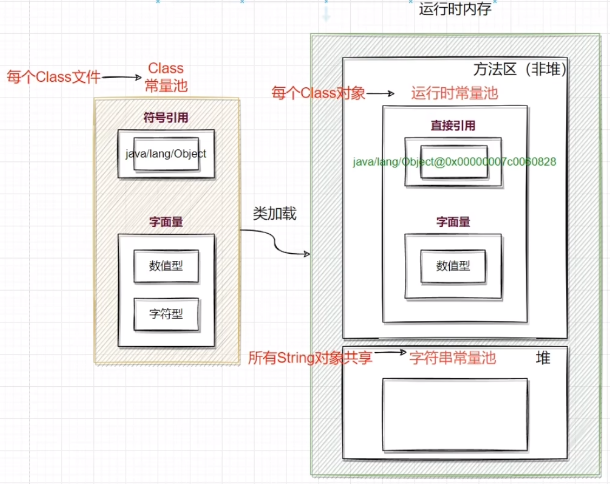 运行时内存
每个Class文件
Class
常量池
符号引用
java/lang/Object
字面量
数值型
字符型
类加载
方法区（非堆）
每个Class对象
运行时常量池
直接引用
java/lang/Object@0x00000007c0060828
字面量
数值型
所有String对象共享
字符串常量池
堆